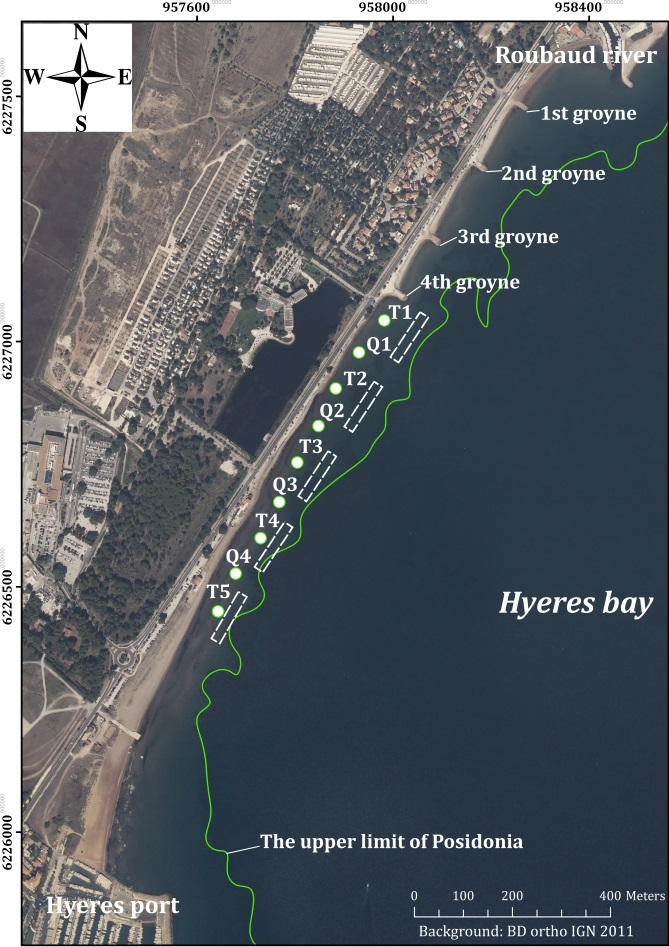 957600 958000 958400
N
W E
S
Roubaud river
6227500
1st groyne
2nd groyne
3rd groyne
4th groyne
T1
6227000
Q1
T2
Q2
T3
Q3
T4
Q4
6226500
T5
Hyeres bay
6226000
The upper limit of Posidonia
Hyeres port
0 100 200 400 Meters
Background: BD ortho IGN 2011